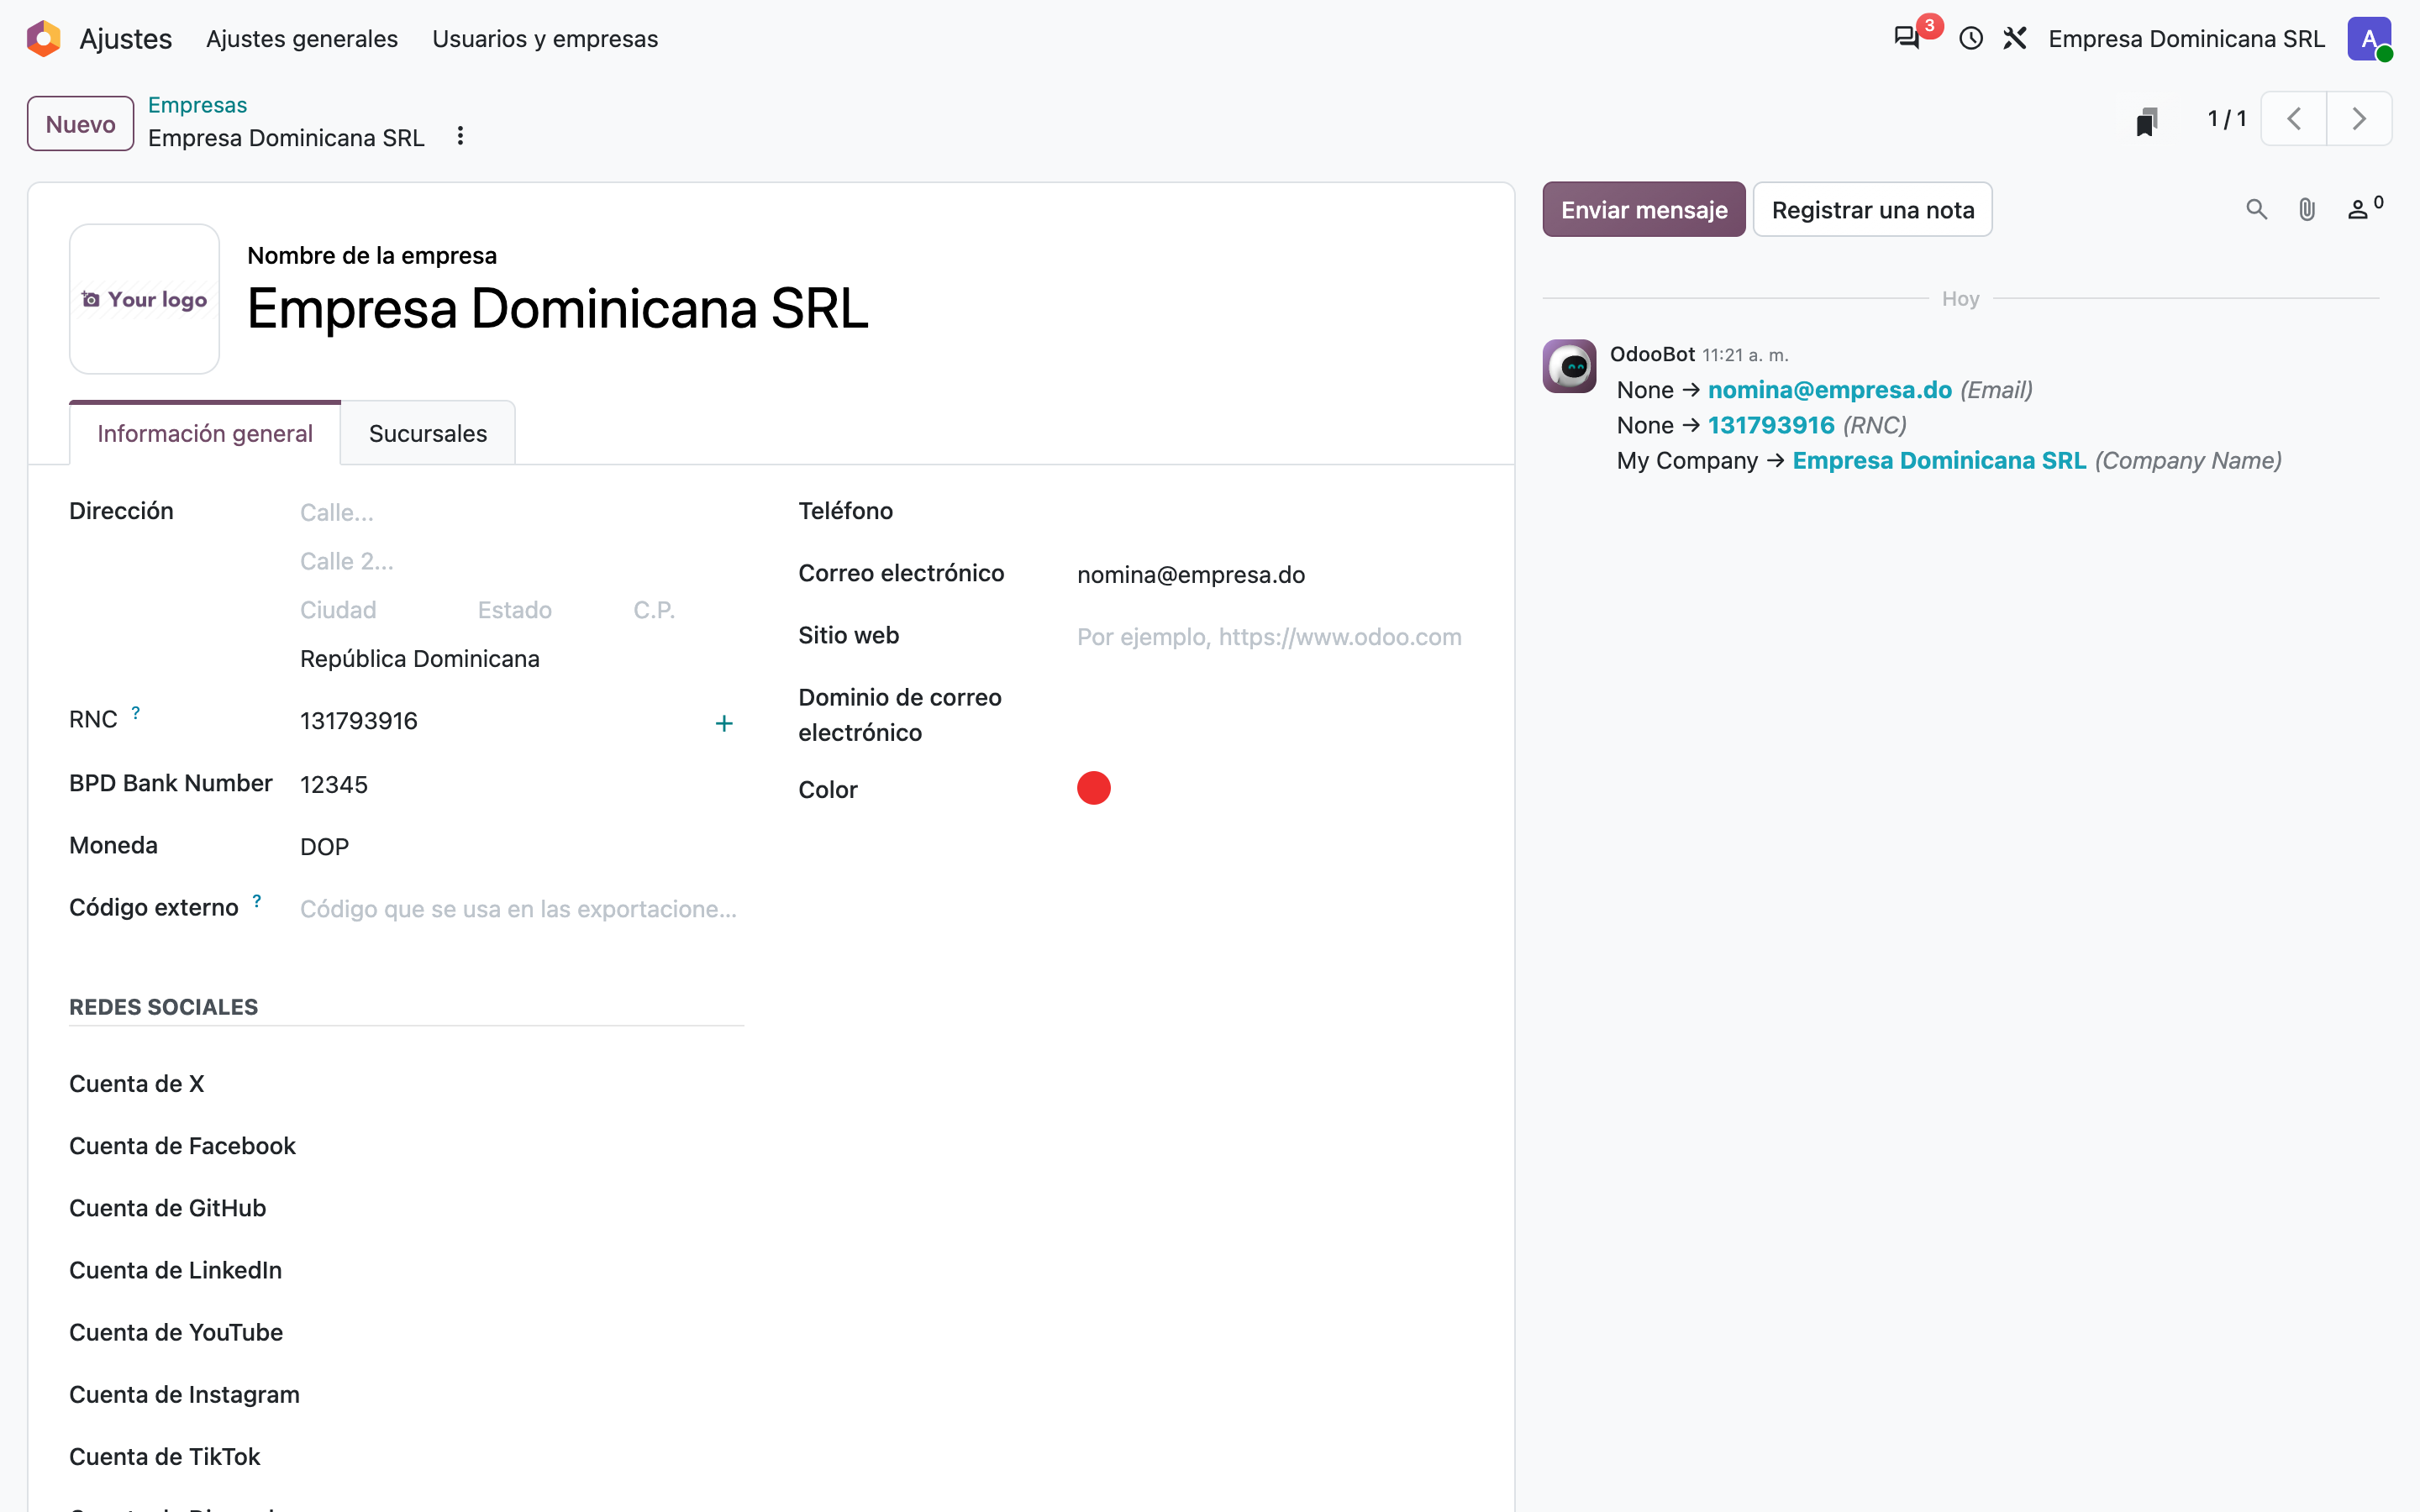 Ajustes
Ajustes generales
Usuarios y empresas
3
Empresa Dominicana SRL
A
Nuevo
Empresas
Empresa Dominicana SRL
1 / 1
Your logo
Nombre de la empresa
Empresa Dominicana SRL
Información general
Sucursales
Dirección
Calle...
Calle 2...
Ciudad
Estado
C.P.
República Dominicana
RNC ?
131793916
+
BPD Bank Number
12345
Moneda
DOP
Código externo ?
Código que se usa en las exportacione...
Teléfono
Correo electrónico
nomina@empresa.do
Sitio web
Por ejemplo, https://www.odoo.com
Dominio de correo
electrónico
Color
REDES SOCIALES
Cuenta de X
Cuenta de Facebook
Cuenta de GitHub
Cuenta de LinkedIn
Cuenta de YouTube
Cuenta de Instagram
Cuenta de TikTok
Enviar mensaje
Registrar una nota
0
Hoy
OdooBot 11:21 a. m.
None → nomina@empresa.do (Email)
None → 131793916 (RNC)
My Company → Empresa Dominicana SRL (Company Name)